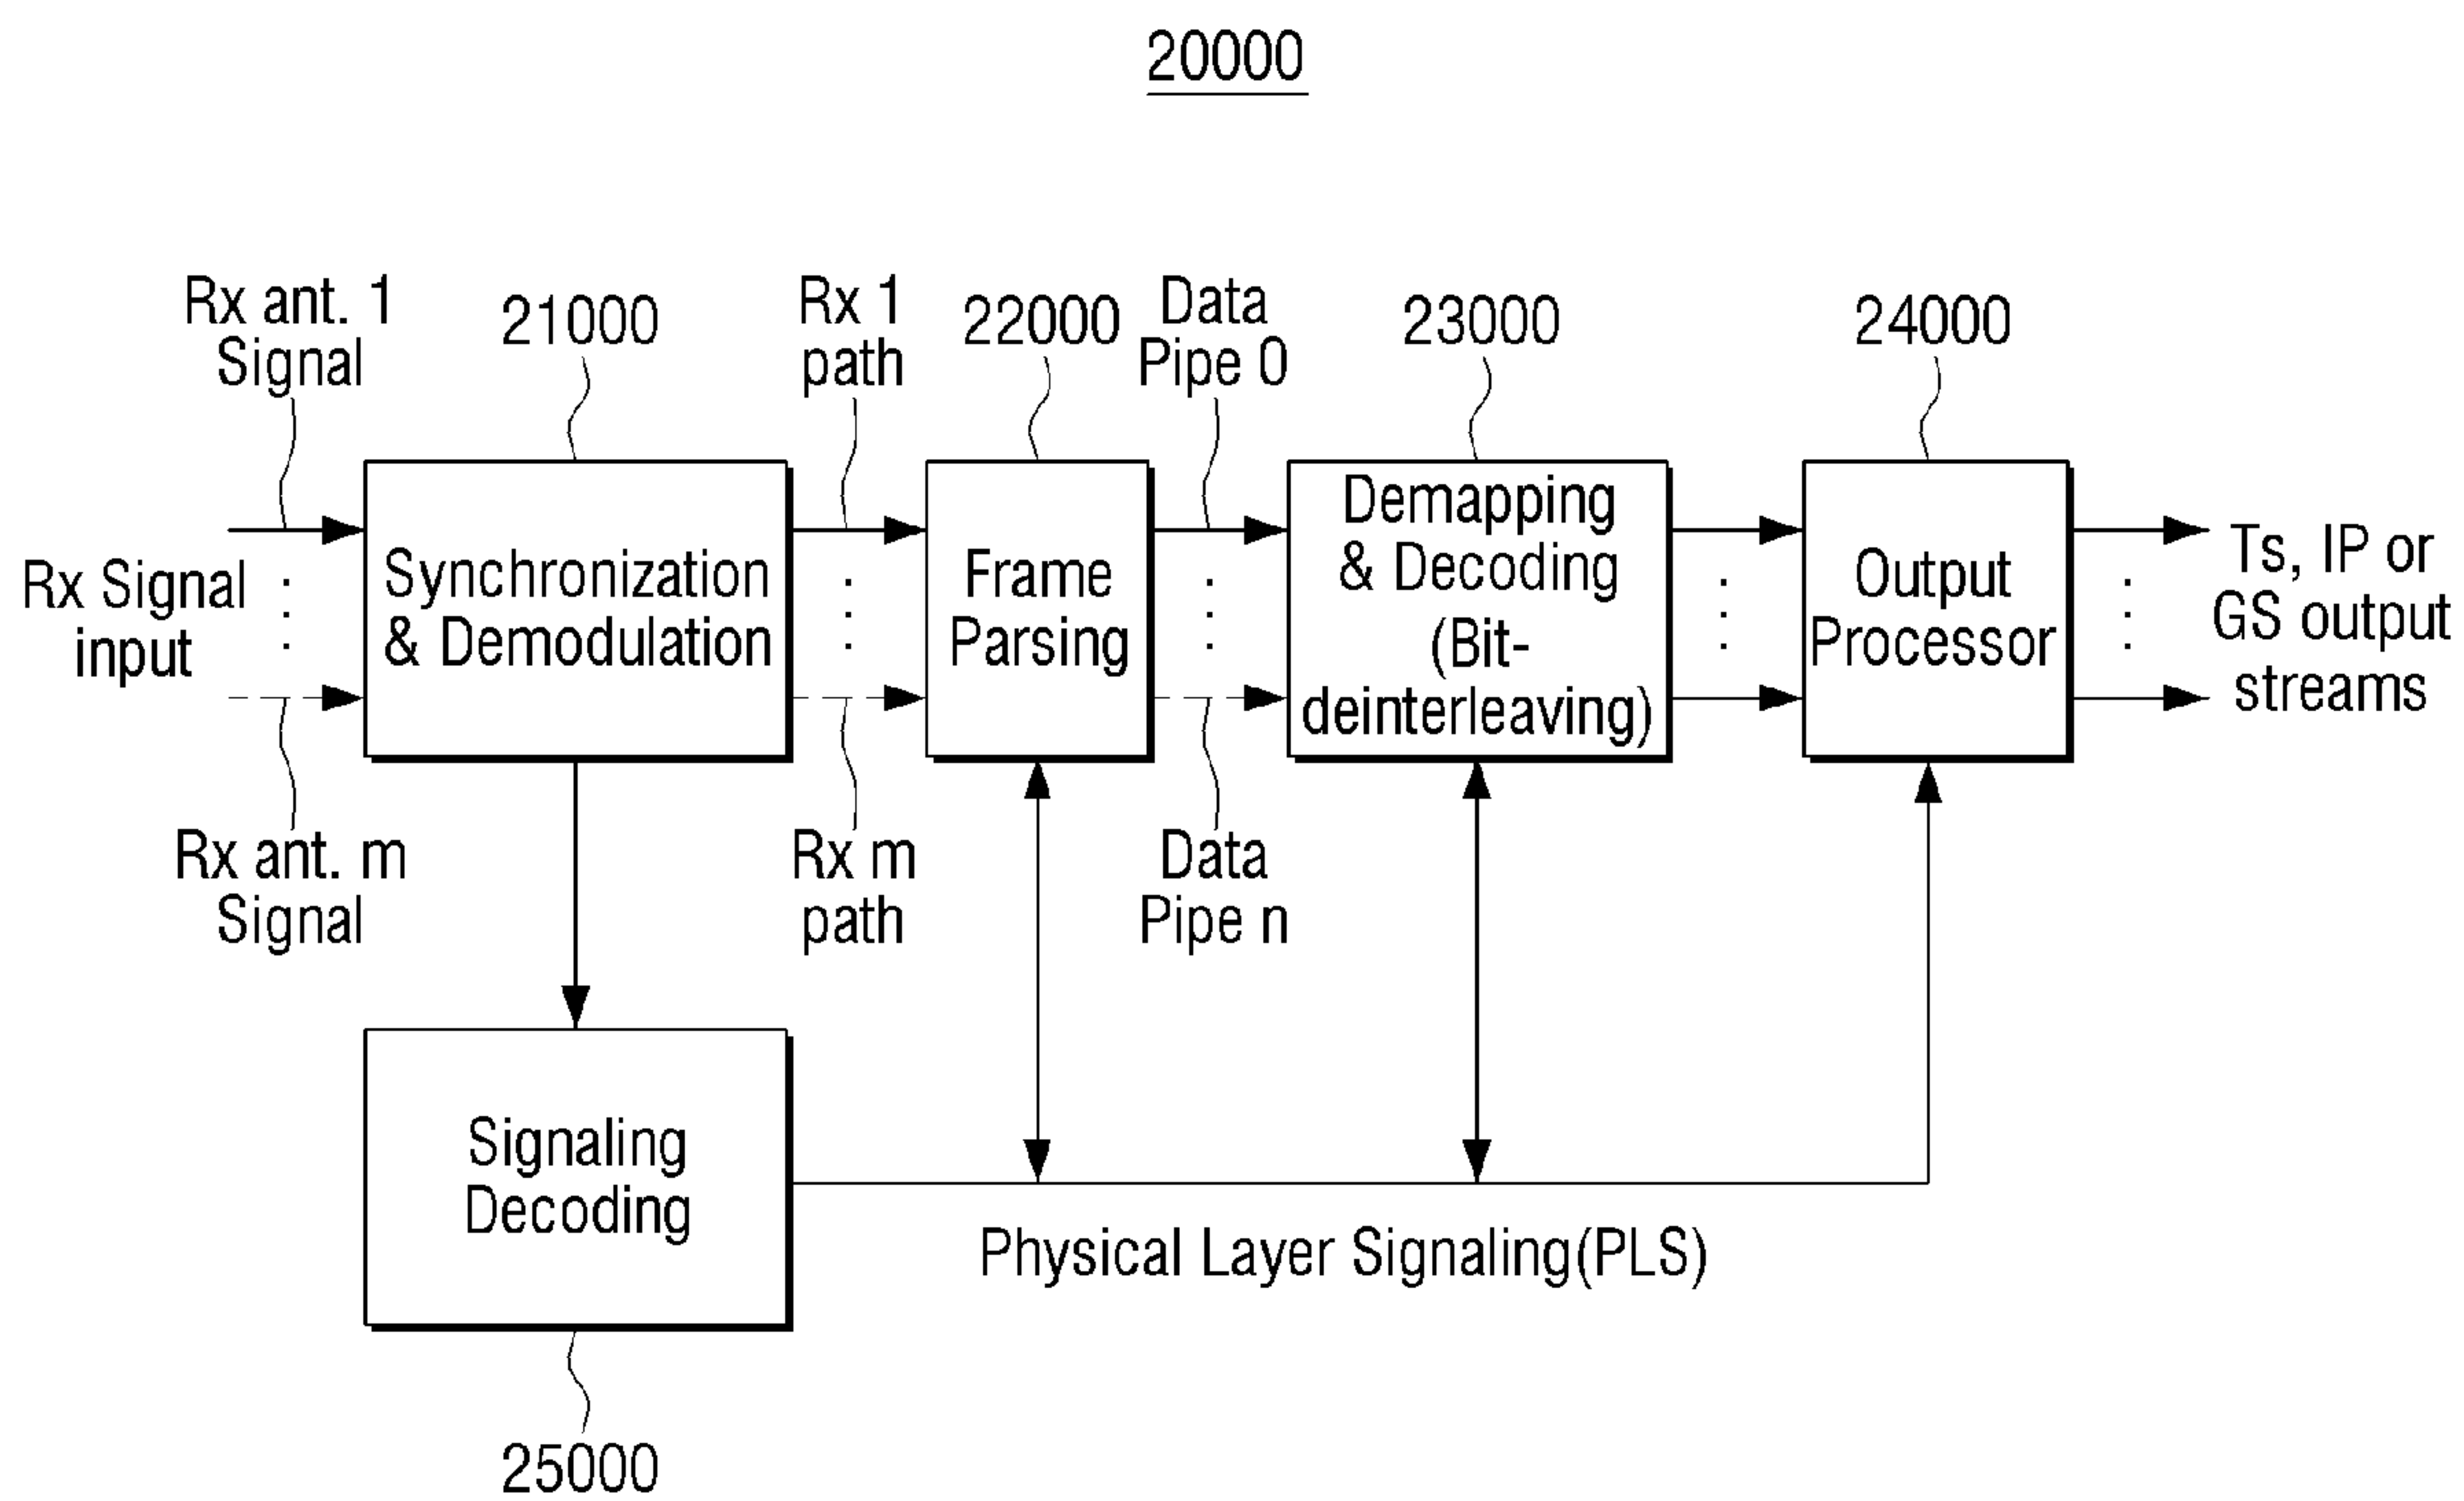 20000
Rx ant. 1
Signal
21000
Rx 1
path
22000
Data
Pipe 0
23000
24000
Rx Signal
input
Synchronization
& Demodulation
Frame
Parsing
Demapping
& Decoding
(Bit-
deinterleaving)
Output
Processor
Ts, IP or
GS output
streams
Rx ant. m
Signal
Rx m
path
Data
Pipe n
Signaling
Decoding
Physical Layer Signaling(PLS)
25000